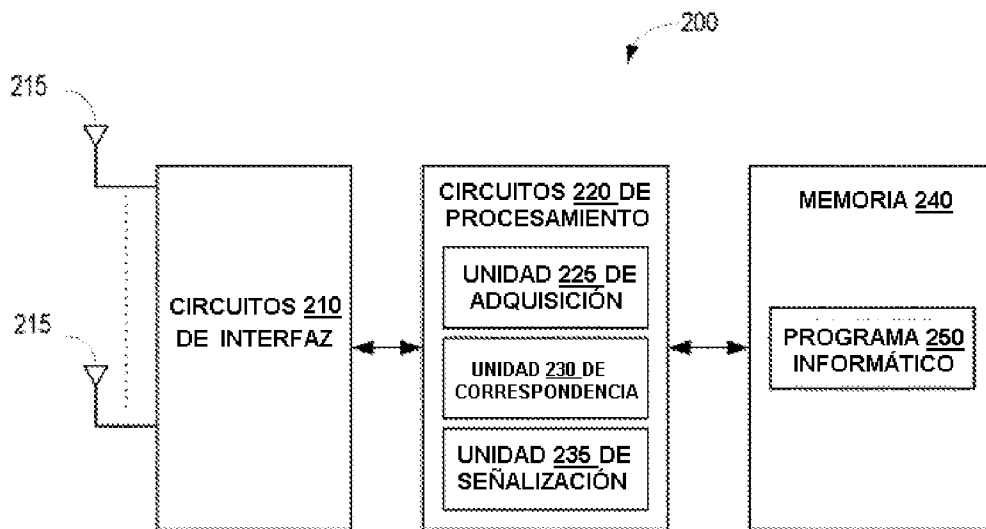 200
215
215
CIRCUITOS 210
DE INTERFAZ
CIRCUITOS 220 DE
PROCESAMIENTO
UNIDAD 225 DE
ADQUISICIÓN
UNIDAD 230 DE
CORRESPONDENCIA
UNIDAD 235 DE
SEÑALIZACIÓN
MEMORIA 240
PROGRAMA 250
INFORMÁTICO